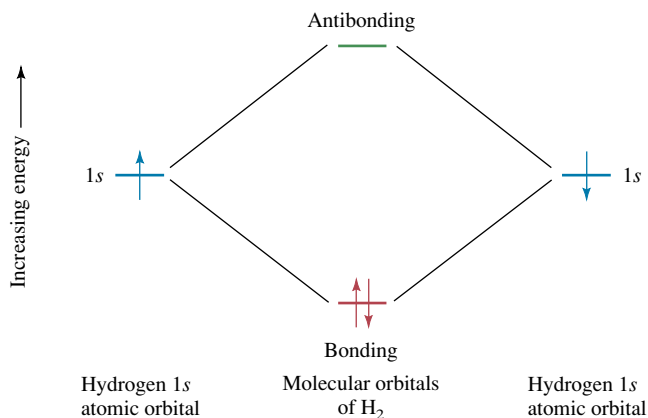 Antibonding
Increasing energy
1s
1s
Bonding
Hydrogen 1s
atomic orbital
Molecular orbitals
of H₂
Hydrogen 1s
atomic orbital